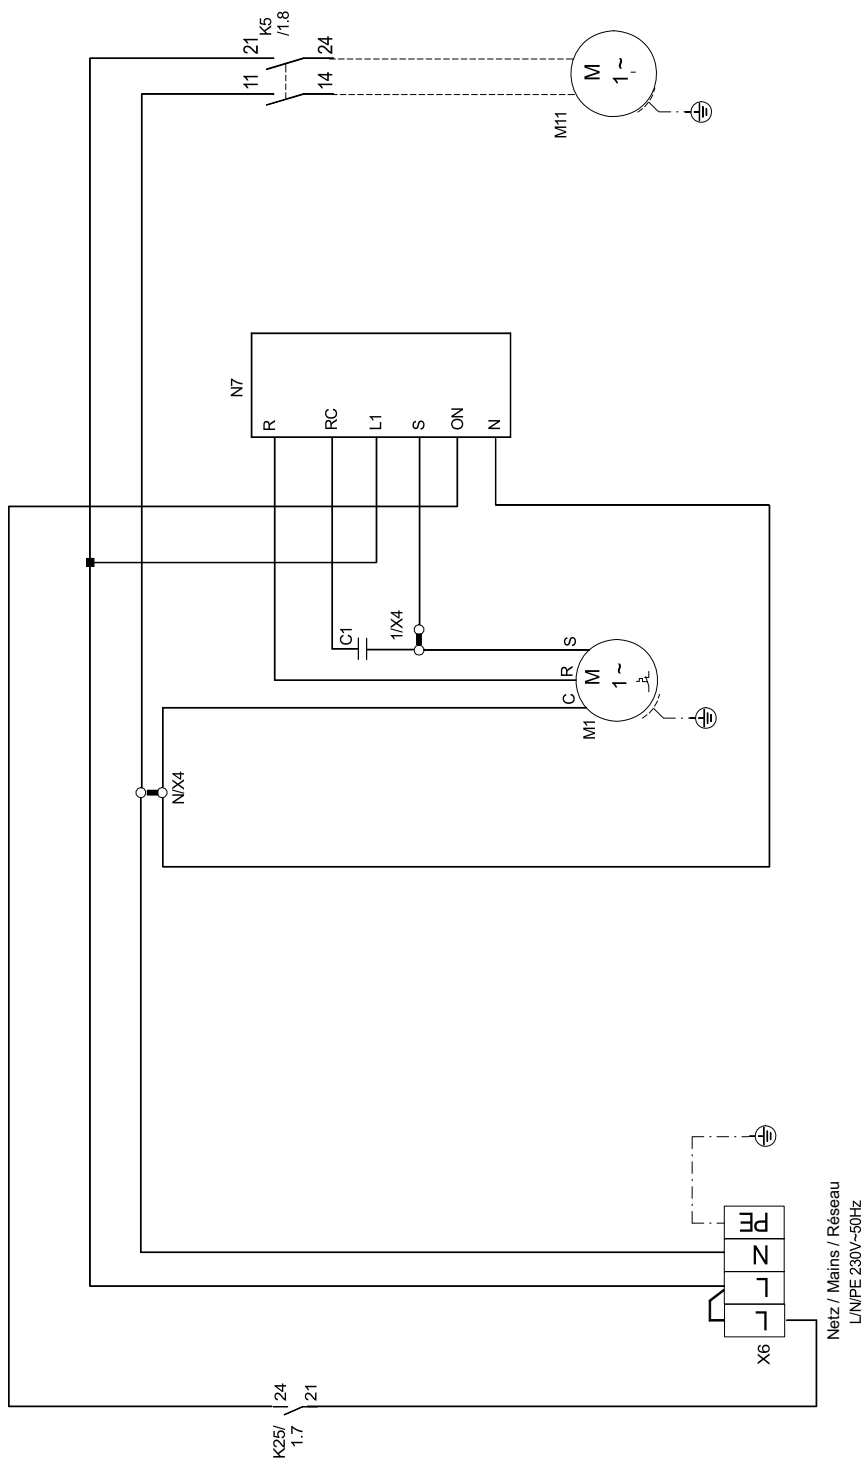 K5
/1.8
21
24
11
14
M
1~
M11
N7
R
RC
L1
S
ON
N
C1
1/X4
S
R
C
M
1~
M1
N/X4
PE
N
L
L
X6
Netz / Mains / Réseau
L/N/PE 230V~50Hz
24
21
K25/
1.7